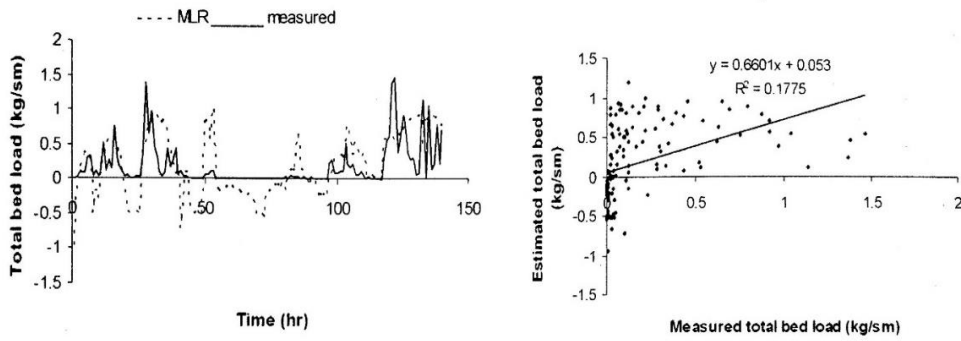 MLR measured
Total bed load (kg/sm)
1.5
1
0.5
0
-0.5
-1
-1.5
0 50 100 150
Time (hr)
Estimated total bed load
(kg/sm)
y = 0.6601x + 0.053
R² = 0.1775
1.5
1
0.5
0
-0.5
-1
-1.5
0 0.5 1 1.5 2
Measured total bed load (kg/sm)